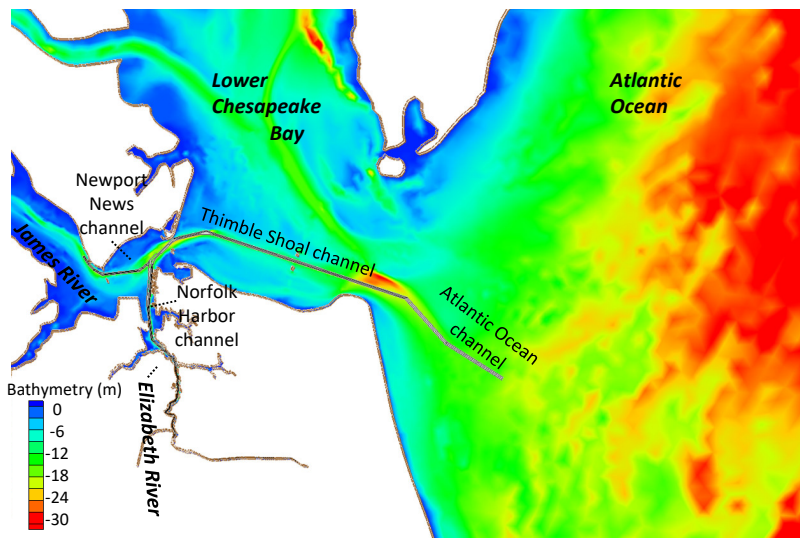 Lower
Chesapeake
Bay
Atlantic
Ocean
Newport
News
channel
Thimble Shoal channel
James River
Norfolk
Harbor
channel
Atlantic Ocean
channel
Elizabeth River
Bathymetry (m)
0
-6
-12
-18
-24
-30